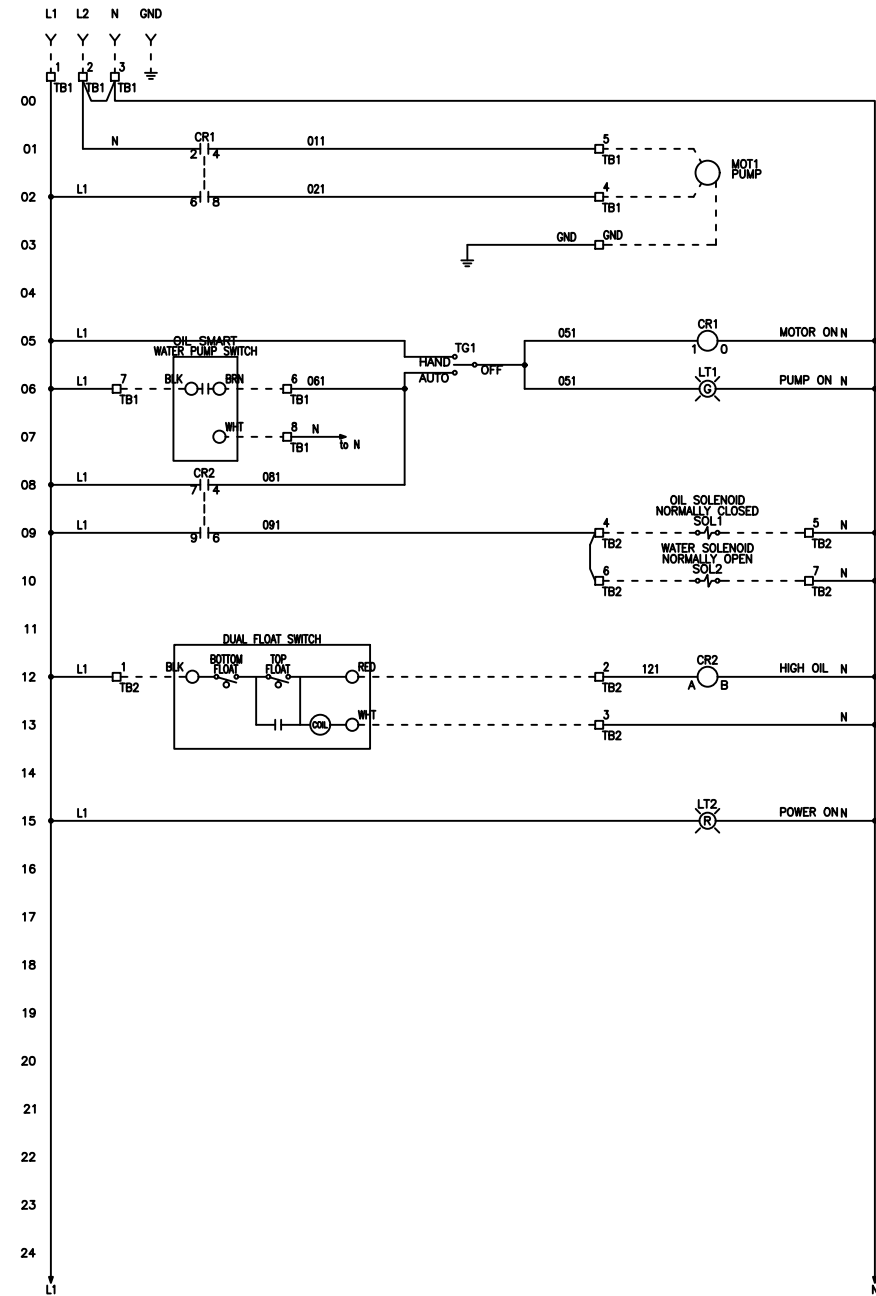 L1 L2 N GND
1 2 3
TB1 TB1 TB1
00
CR1
01 N 2 4 011 5 TB1
MOT1
PUMP
02 L1 6 8 021 4 TB1
03 GND GND
04
05 L1 TG1 051 CR1 1 0 MOTOR ON N
OIL SMART
WATER PUMP SWITCH
HAND
OFF
AUTO
06 L1 7 TB1 BLK BRN 6 TB1 061 051 LT1 G PUMP ON N
07 WHT 8 TB1 N to N
08 L1 CR2 7 4 081
OIL SOLENOID
NORMALLY CLOSED
09 L1 9 6 091 4 TB2 SOL1 5 TB2 N
WATER SOLENOID
NORMALLY OPEN
10 6 TB2 SOL2 7 TB2 N
11
DUAL FLOAT SWITCH
12 L1 1 TB2 BLK BOTTOM FLOAT TOP FLOAT RED 2 TB2 121 CR2 A B HIGH OIL N
13 COIL WHT 3 TB2 N
14
15 L1 LT2 R POWER ON N
16
17
18
19
20
21
22
23
24
L1 N